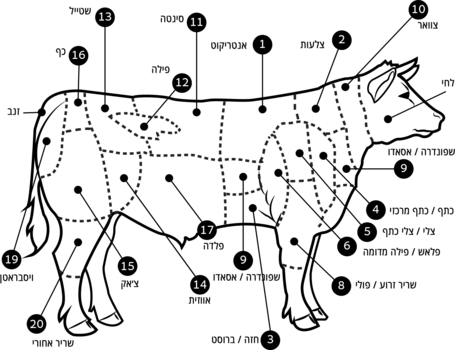 10
צוואר
שטייל
13
11
סינטה
1
אנטריקוט
2
צלעות
16
כף
12
פילה
לחי
זנב
שפונדרה / אסאדו
9
4
כתף / כתף מרכזי
5
צלי / צלי כתף
6
פלאש / פילה מדומה
17
פלדה
9
שפונדרה / אסאדו
19
ויסבראטן
15
צ'אק
14
אווזית
8
שריר זרוע / פולי
20
שריר אחורי
3
חזה / ברוסט